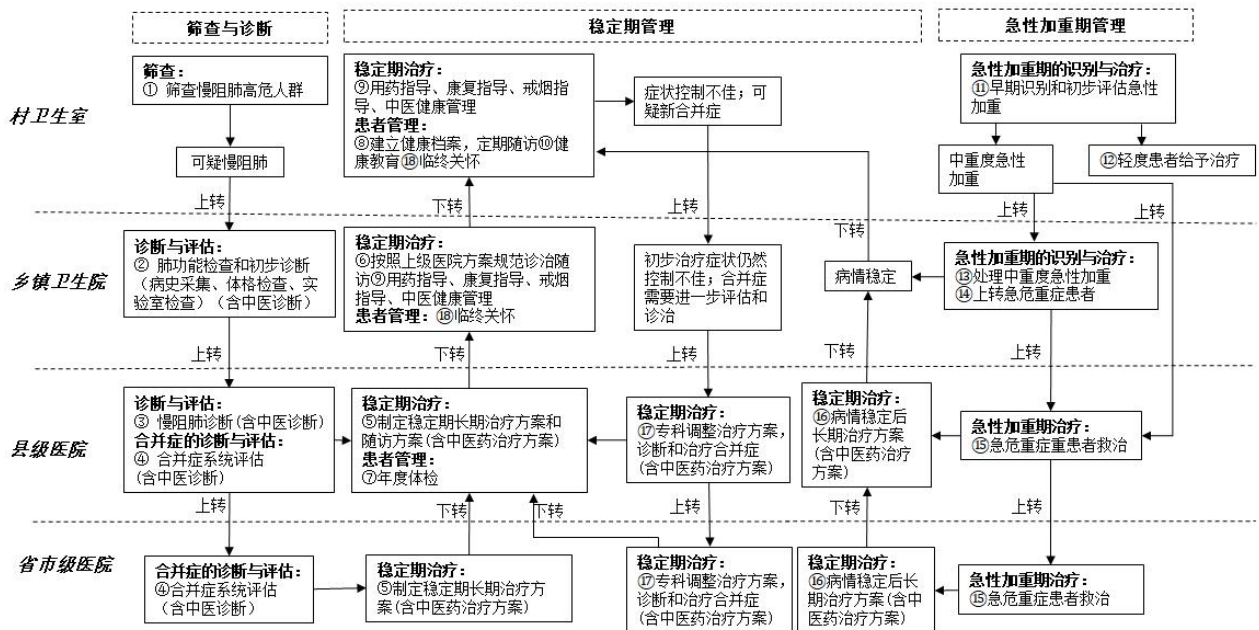 筛查与诊断
稳定期管理
急性加重期管理
村卫生室
筛查:
① 筛查慢阻肺高危人群
可疑慢阻肺
稳定期治疗:
⑨用药指导、康复指导、戒烟指
导、中医健康管理
患者管理:
⑧建立健康档案，定期随访⑩健
康教育⑱临终关怀
症状控制不佳；可
疑新合并症
急性加重期的识别与治疗:
⑪早期识别和初步评估急性
加重
中重度急性
加重
⑫轻度患者给予治疗
上转
下转
上转
上转
上转
下转
乡镇卫生院
诊断与评估:
② 肺功能检查和初步诊断
（病史采集、体格检查、实
验室检查）（含中医诊断）
稳定期治疗:
⑥按照上级医院方案规范诊治随
访⑨用药指导、康复指导、戒烟
指导、中医健康管理
患者管理: ⑱临终关怀
初步治疗症状仍然
控制不佳；合并症
需要进一步评估和
诊治
病情稳定
急性加重期的识别与治疗:
⑬处理中重度急性加重
⑭上转急危重症患者
上转
下转
上转
下转
上转
县级医院
诊断与评估:
③ 慢阻肺诊断(含中医诊断)
合并症的诊断与评估:
④ 合并症系统评估
(含中医诊断)
稳定期治疗:
⑤制定稳定期长期治疗方案和
随访方案(含中医药治疗方案)
患者管理:
⑦年度体检
稳定期治疗:
⑰专科调整治疗方案，
诊断和治疗合并症
(含中医药治疗方案)
稳定期治疗:
⑯病情稳定后
长期治疗方案
(含中医药治疗
方案)
急性加重期治疗:
⑮急危重症重患者救治
上转
下转
下转
上转
下转
上转
省市级医院
合并症的诊断与评估:
④合并症系统评估
（含中医诊断）
稳定期治疗:
⑤制定稳定期长期治疗方
案(含中医药治疗方案)
稳定期治疗:
⑰专科调整治疗方案，
诊断和治疗合并症
(含中医药治疗方案)
稳定期治疗:
⑯病情稳定后长
期治疗方案(含中
医药治疗方案)
急性加重期治疗:
⑮急危重症患者救治